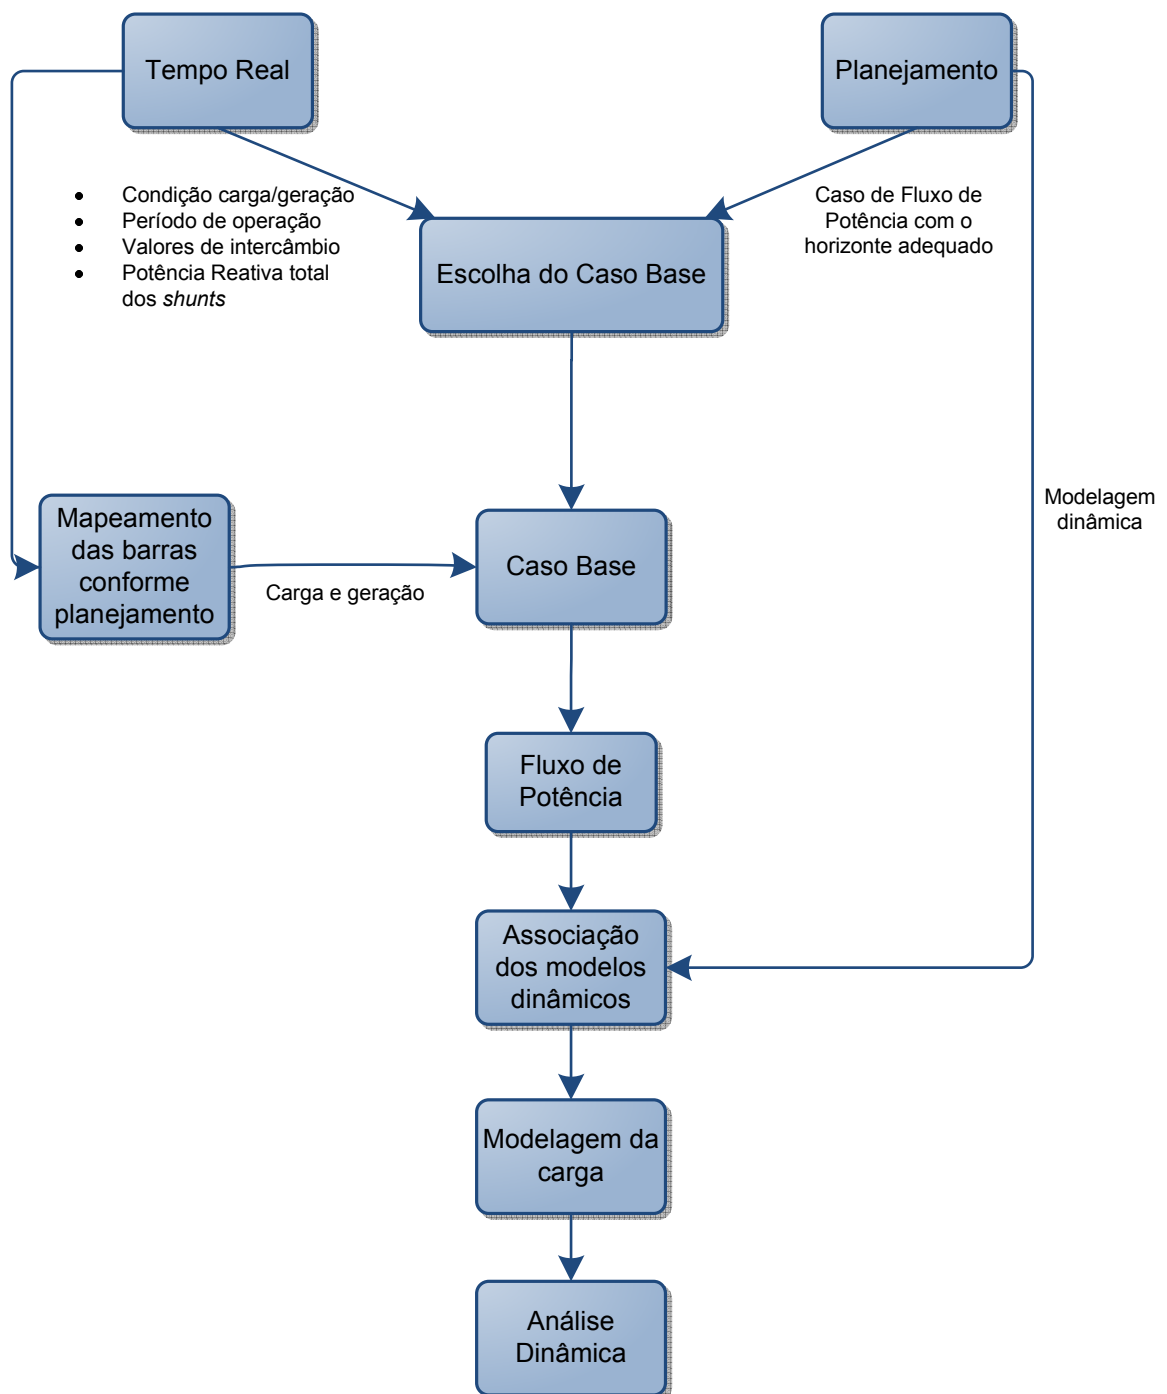 Tempo Real
Planejamento
• Condição carga/geração
• Período de operação
• Valores de intercâmbio
• Potência Reativa total
dos shunts
Caso de Fluxo de
Potência com o
horizonte adequado
Escolha do Caso Base
Modelagem
dinâmica
Mapeamento
das barras
conforme
planejamento
Carga e geração
Caso Base
Fluxo de
Potência
Associação
dos modelos
dinâmicos
Modelagem da
carga
Análise
Dinâmica